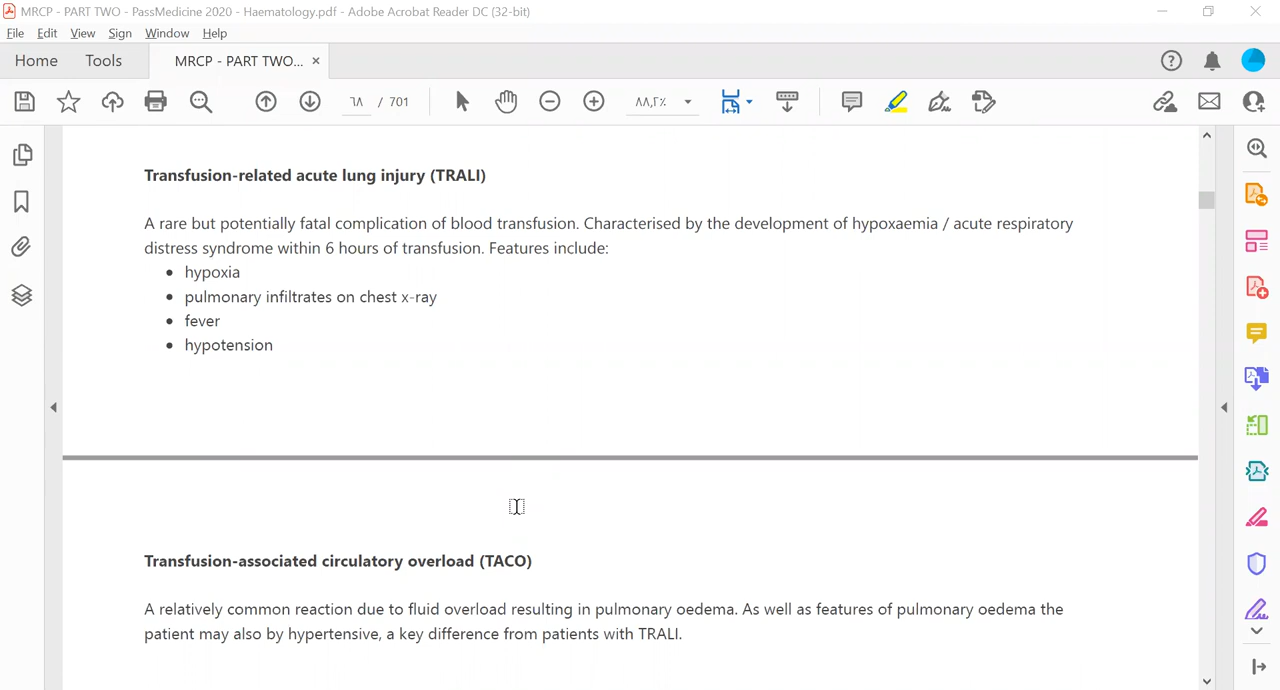 MRCP - PART TWO - PassMedicine 2020 - Haematology.pdf - Adobe Acrobat Reader DC (32-bit)
File Edit View Sign Window Help
Home Tools MRCP - PART TWO... ×
٦٨ / 701 ٨٨,٢٪
Transfusion-related acute lung injury (TRALI)
A rare but potentially fatal complication of blood transfusion. Characterised by the development of hypoxaemia / acute respiratory
distress syndrome within 6 hours of transfusion. Features include:
• hypoxia
• pulmonary infiltrates on chest x-ray
• fever
• hypotension
Transfusion-associated circulatory overload (TACO)
A relatively common reaction due to fluid overload resulting in pulmonary oedema. As well as features of pulmonary oedema the
patient may also by hypertensive, a key difference from patients with TRALI.